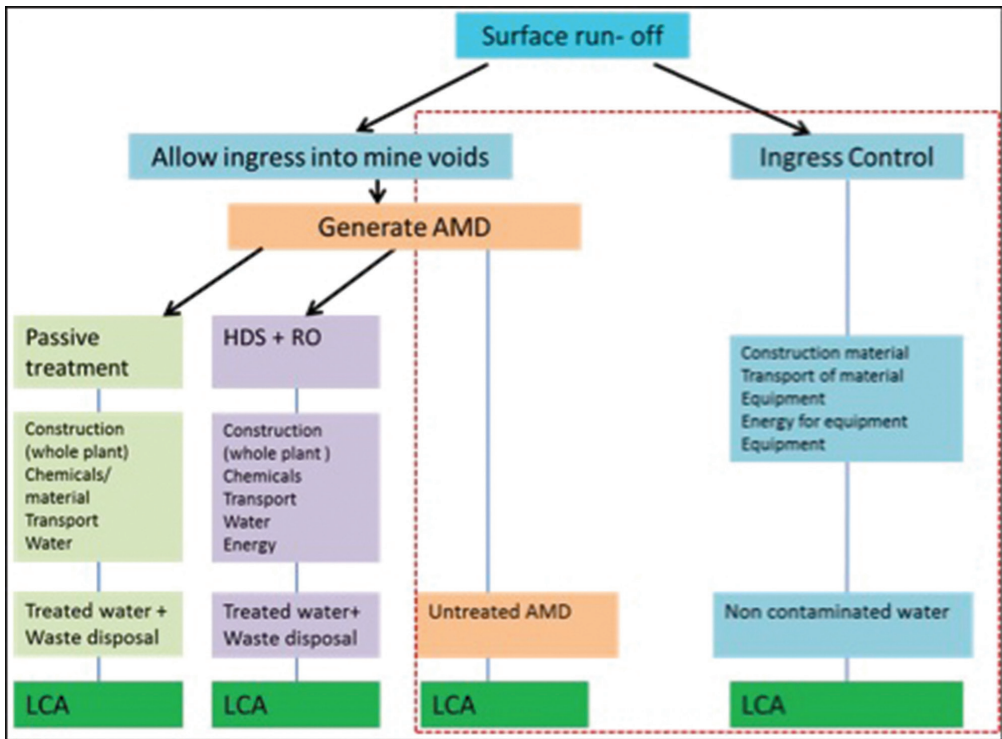 Surface run- off
Allow ingress into mine voids
Ingress Control
Generate AMD
Passive
treatment
HDS + RO
Construction material
Transport of material
Equipment
Energy for equipment
Equipment
Construction
(whole plant)
Chemicals/
material
Transport
Water
Construction
(whole plant )
Chemicals
Transport
Water
Energy
Treated water +
Waste disposal
Treated water+
Waste disposal
Untreated AMD
Non contaminated water
LCA
LCA
LCA
LCA